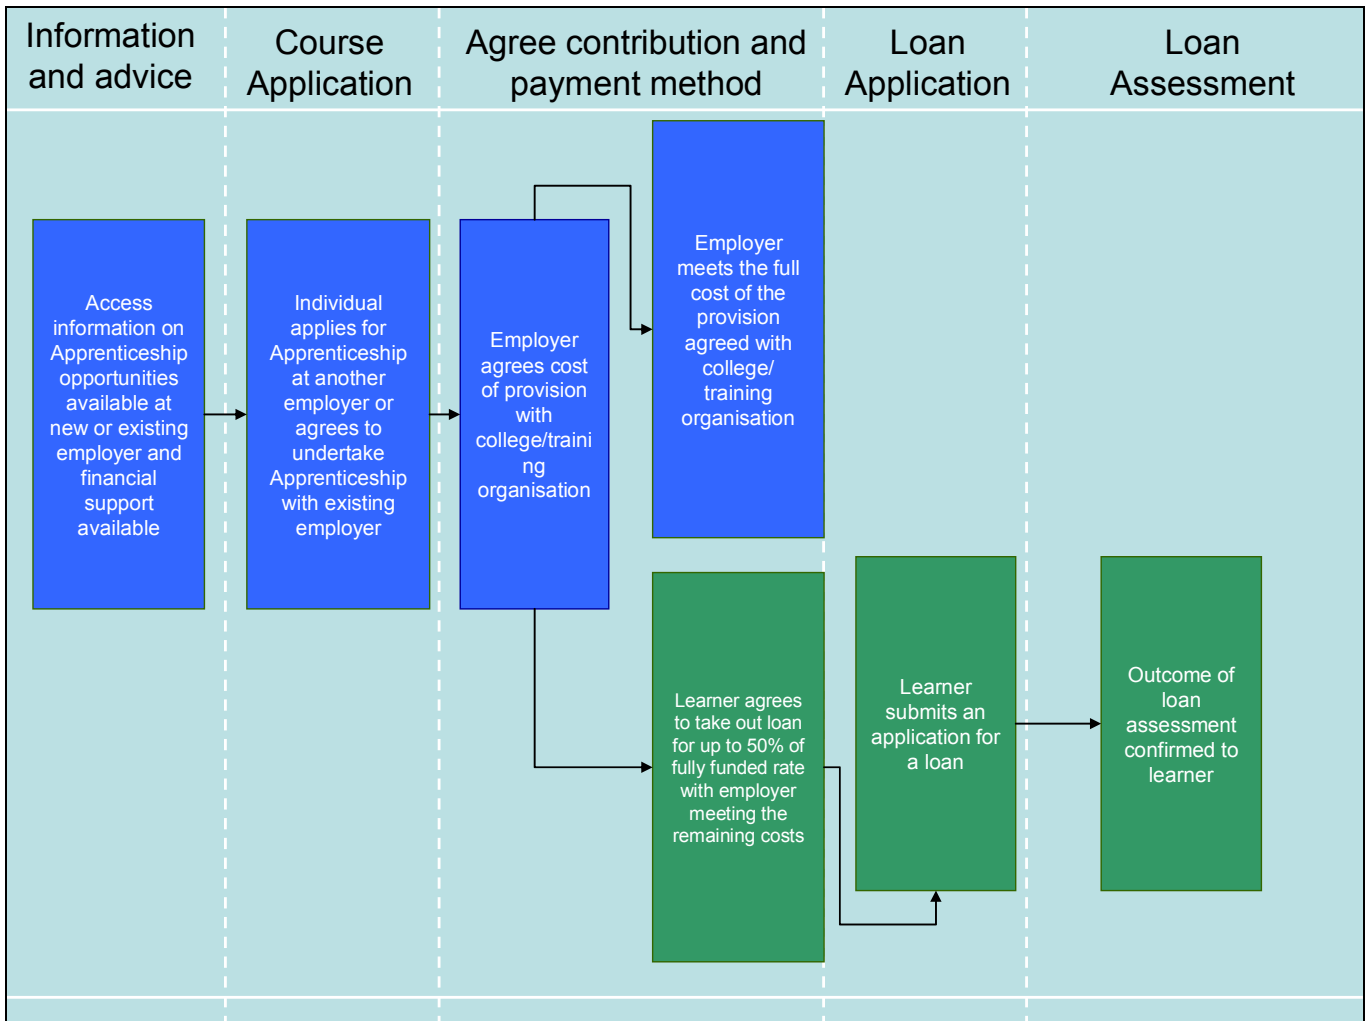 Information
and advice
Course
Application
Agree contribution and
payment method
Loan
Application
Loan
Assessment
Access
information on
Apprenticeship
opportunities
available at
new or existing
employer and
financial
support
available
Individual
applies for
Apprenticeship
at another
employer or
agrees to
undertake
Apprenticeship
with existing
employer
Employer
agrees cost
of provision
with
college/traini
ng
organisation
Employer
meets the full
cost of the
provision
agreed with
college/
training
organisation
Learner agrees
to take out loan
for up to 50% of
fully funded rate
with employer
meeting the
remaining costs
Learner
submits an
application for
a loan
Outcome of
loan
assessment
confirmed to
learner